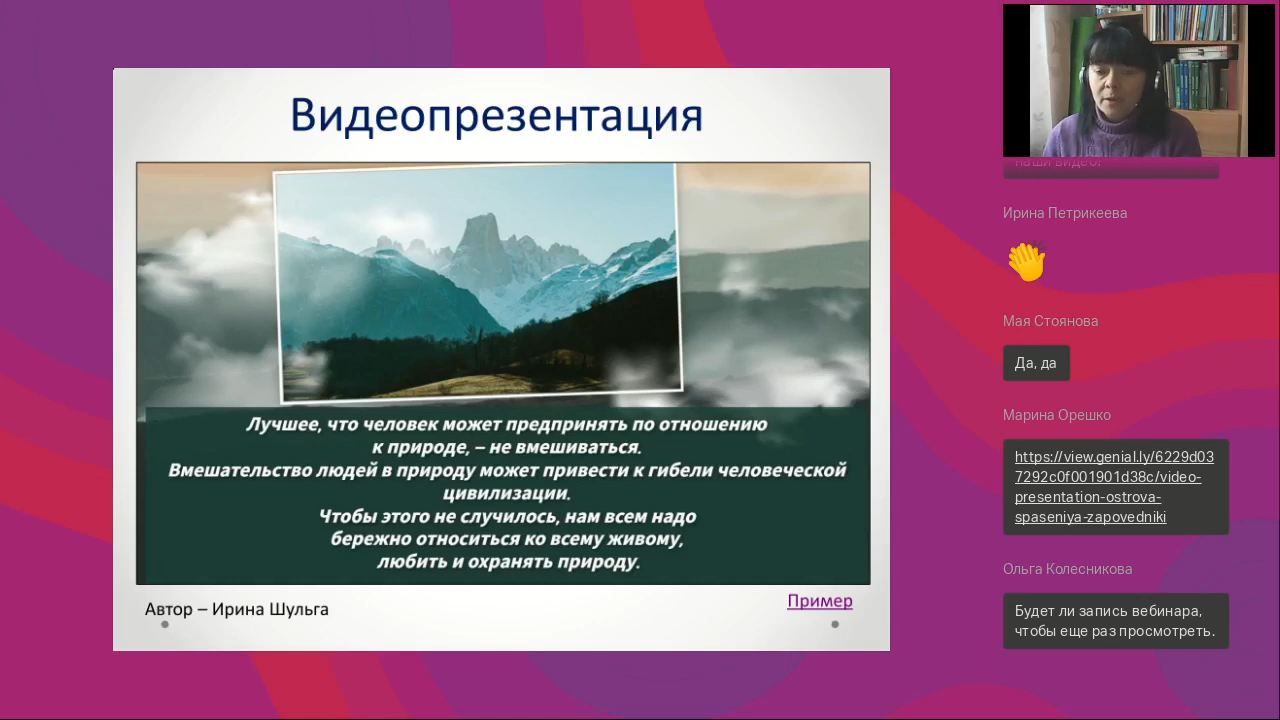 Видеопрезентация
Лучшее, что человек может предпринять по отношению
к природе, – не вмешиваться.
Вмешательство людей в природу может привести к гибели человеческой
цивилизации.
Чтобы этого не случилось, нам всем надо
бережно относиться ко всему живому,
любить и охранять природу.
Автор – Ирина Шульга
Пример
наши видео!
Ирина Петрикеева
Мая Стоянова
Да, да
Марина Орешко
https://view.genial.ly/6229d03
7292c0f001901d38c/video-
presentation-ostrova-
spaseniya-zapovedniki
Ольга Колесникова
Будет ли запись вебинара,
чтобы еще раз просмотреть.